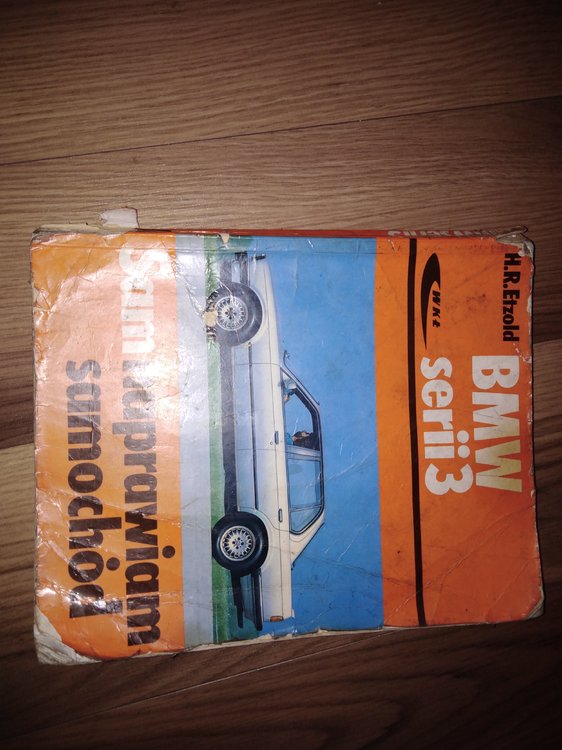 H.R.Etzold
BMW
serii 3
WKŁ
Sam naprawiam
samochód